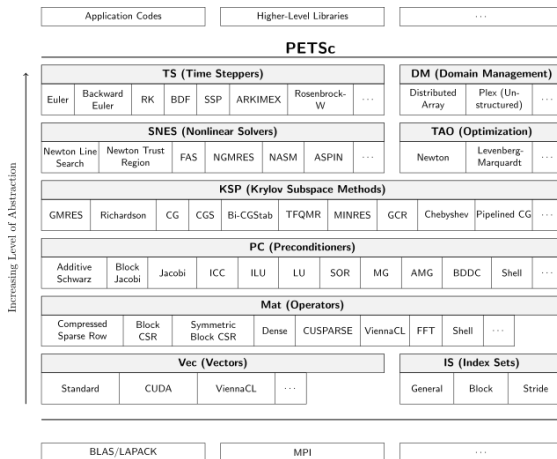 Application Codes
Higher-Level Libraries
...
PETSc
TS (Time Steppers)
Euler
Backward
Euler
RK
BDF
SSP
ARKIMEX
Rosenbrock-
W
...
DM (Domain Management)
Distributed
Array
Plex (Un-
structured)
...
SNES (Nonlinear Solvers)
Newton Line
Search
Newton Trust
Region
FAS
NGMRES
NASM
ASPIN
...
TAO (Optimization)
Newton
Levenberg-
Marquardt
...
KSP (Krylov Subspace Methods)
GMRES
Richardson
CG
CGS
Bi-CGStab
TFQMR
MINRES
GCR
Chebyshev
Pipelined CG
...
PC (Preconditioners)
Additive
Schwarz
Block
Jacobi
Jacobi
ICC
ILU
LU
SOR
MG
AMG
BDDC
Shell
...
Mat (Operators)
Compressed
Sparse Row
Block
CSR
Symmetric
Block CSR
Dense
CUSPARSE
ViennaCL
FFT
Shell
...
Vec (Vectors)
Standard
CUDA
ViennaCL
...
IS (Index Sets)
General
Block
Stride
BLAS/LAPACK
MPI
...
Increasing Level of Abstraction